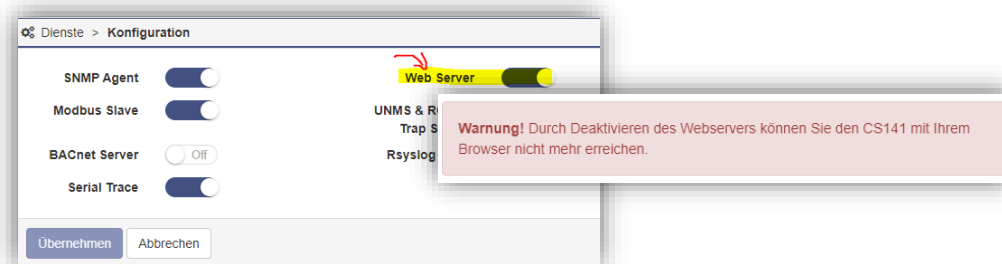 Dienste > Konfiguration
SNMP Agent
Web Server
Modbus Slave
UNMS &
Trap
BACnet Server
Off
Rsyslog
Serial Trace
Warnung! Durch Deaktivieren des Webservers können Sie den CS141 mit Ihrem
Browser nicht mehr erreichen.
Übernehmen
Abbrechen